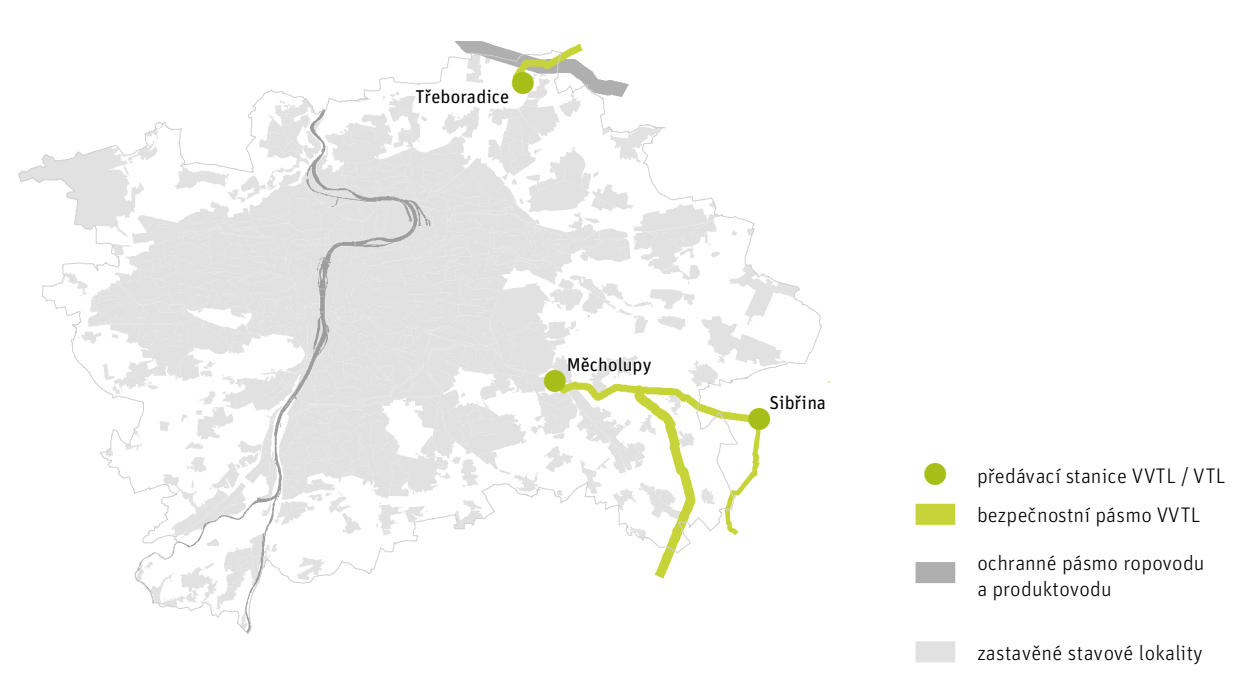 Třeboradice
Měcholupy
Sibřina
předávací stanice VVTL / VTL
bezpečnostní pásmo VVTL
ochranné pásmo ropovodu
a produktovodu
zastavěné stavové lokality